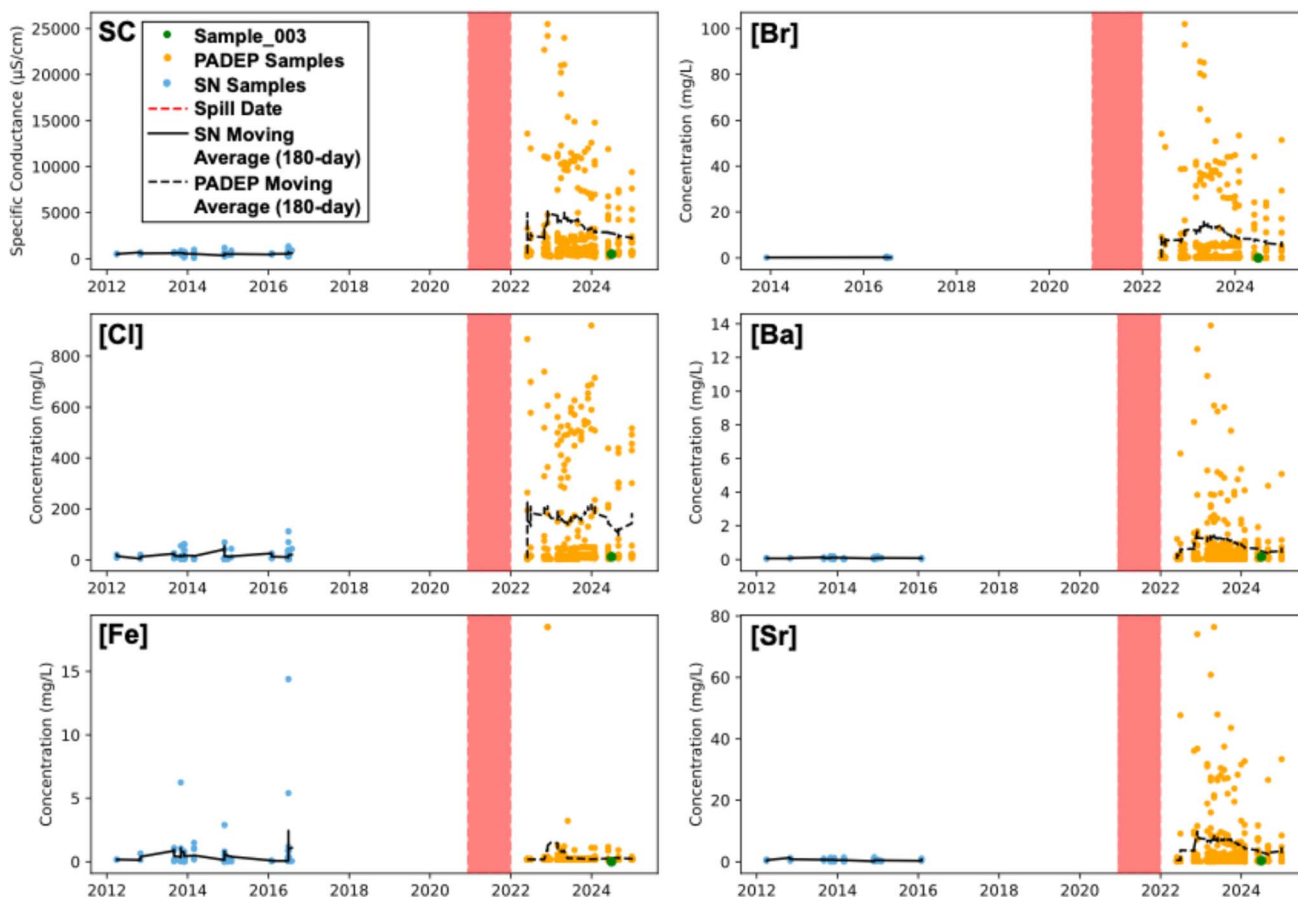 SC
Specific Conductance (µS/cm)
25000
20000
15000
10000
5000
0
Sample_003
PADEP Samples
SN Samples
Spill Date
SN Moving
Average (180-day)
PADEP Moving
Average (180-day)
2012 2014 2016 2018 2020 2022 2024
[Br]
Concentration (mg/L)
100
80
60
40
20
0
2014 2016 2018 2020 2022 2024
[Cl]
Concentration (mg/L)
800
600
400
200
0
2012 2014 2016 2018 2020 2022 2024
[Ba]
Concentration (mg/L)
14
12
10
8
6
4
2
0
2012 2014 2016 2018 2020 2022 2024
[Fe]
Concentration (mg/L)
15
10
5
0
2012 2014 2016 2018 2020 2022 2024
[Sr]
Concentration (mg/L)
80
60
40
20
0
2012 2014 2016 2018 2020 2022 2024